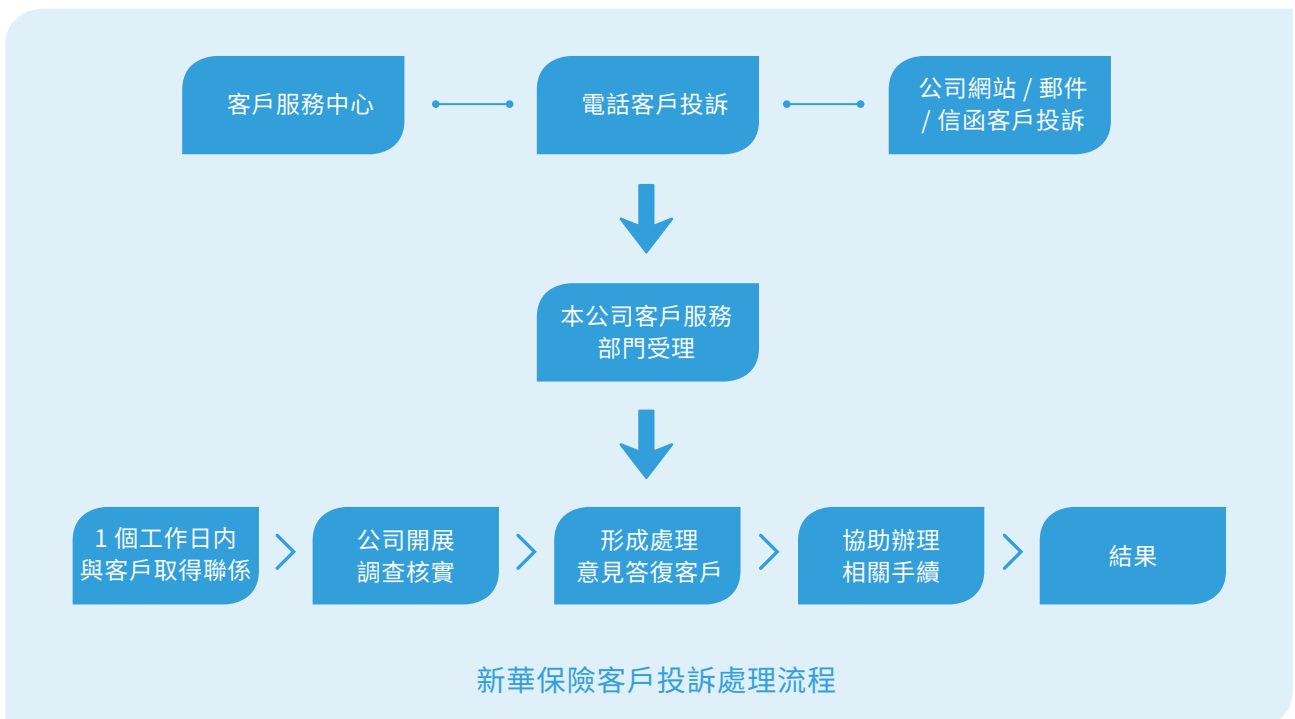 客戶服務中心
電話客戶投訴
公司網站 / 郵件
/ 信函客戶投訴
本公司客戶服務
部門受理
1 個工作日內
與客戶取得聯係
公司開展
調查核實
形成處理
意見答復客戶
協助辦理
相關手續
結果
新華保險客戶投訴處理流程